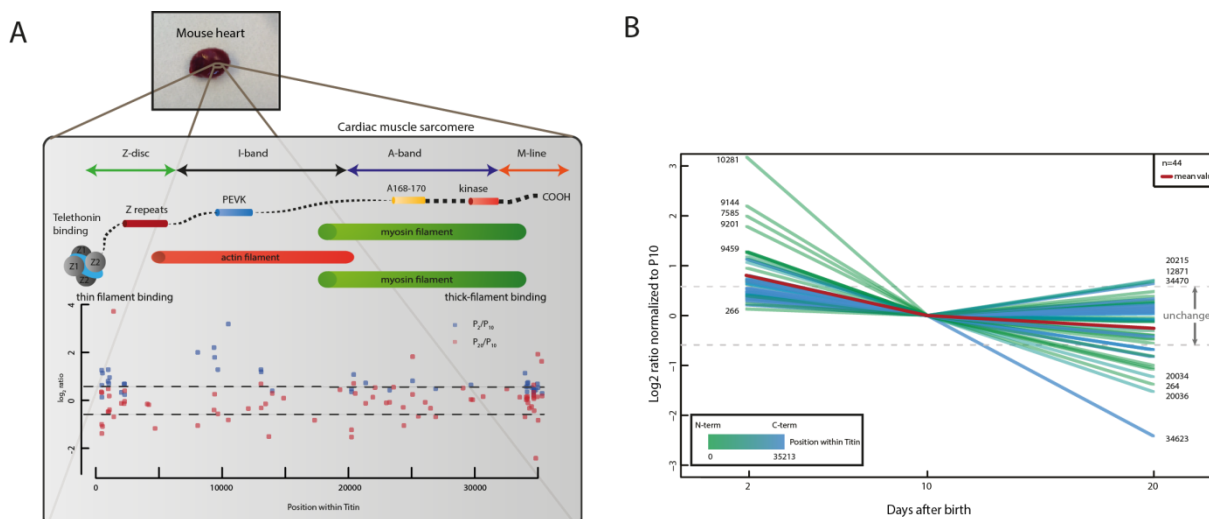 A
Mouse heart
Cardiac muscle sarcomere
Z-disc
I-band
A-band
M-line
A168-170
kinase
COOH
PEVK
Z repeats
Telethonin
binding
Z1
Z2
Z1
Z2
myosin filament
actin filament
myosin filament
thin filament binding
thick-filament binding
P2/P10
P20/P10
log2 ratio
4
2
0
-2
0
10000
20000
30000
Position within Titin
B
n=44
mean valu
10281
9144
7585
9201
9459
266
20215
12871
34470
unchange
20034
264
20036
34623
Log2 ratio normalized to P10
3
2
1
0
-1
-2
-3
N-term
C-term
Position within Titin
0
35213
2
10
20
Days after birth